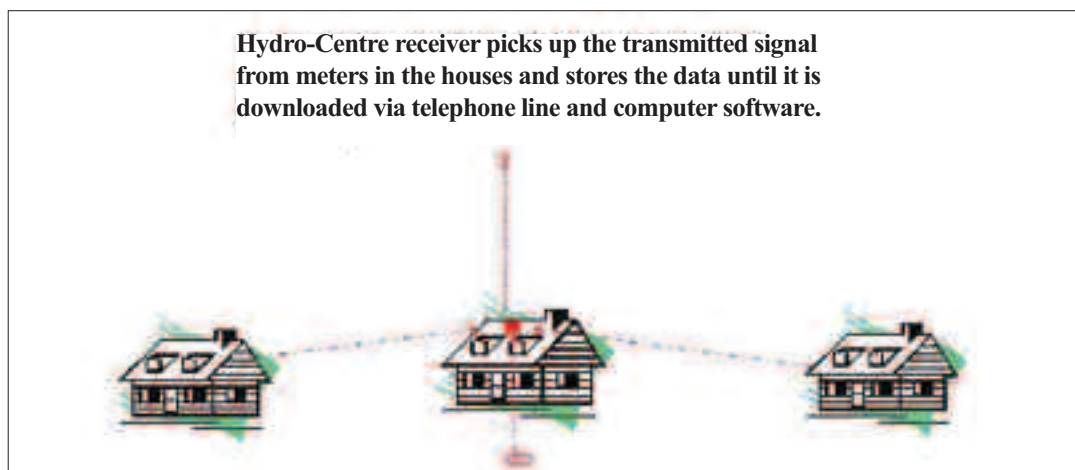 Hydro-Centre receiver picks up the transmitted signal
from meters in the houses and stores the data until it is
downloaded via telephone line and computer software.